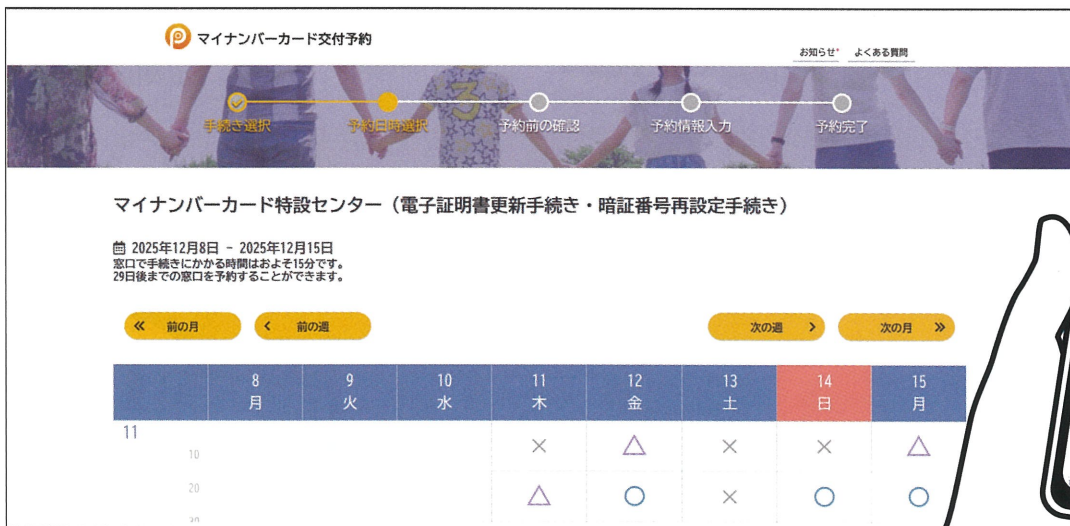 マイナンバーカード交付予約
お知らせ* よくある質問
手続き選択 予約日時選択 予約前の確認 予約情報入力 予約完了
マイナンバーカード特設センター(電子証明書更新手続き・暗証番号再設定手続き)
2025年12月8日 - 2025年12月15日
窓口で手続きにかかる時間はおよそ15分です。
29日後までの窓口を予約することができます。
« 前の月 < 前の週 次の週 > 次の月 »
8 9 10 11 12 13 14 15
月 火 水 木 金 土 日 月
11
10 × △ × × △
20 △ ○ × ○ ○